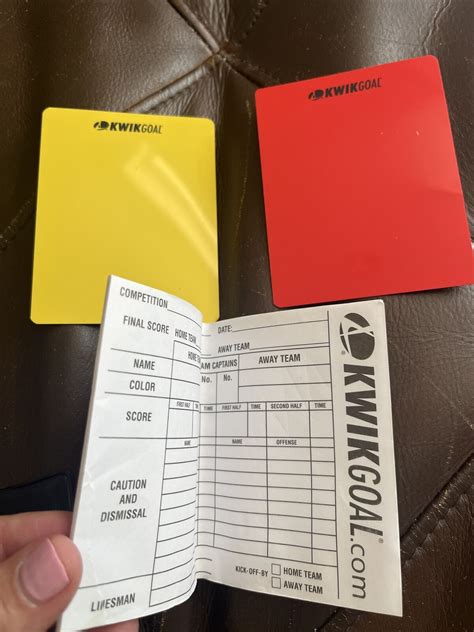 KWIKGOAL
KWIKGOAL
COMPETITION
FINAL SCORE HOME TEAM
DATE:
AWAY TEAM
HOME TEAM
AM CAPTAINS
AWAY TEAM
NAME
No. No.
COLOR
SCORE
FIRST HALF TIME FIRST HALF TIME SECOND HALF TIME
NAME NAME OFFENSE
CAUTION
AND
DISMISSAL
LINESMAN
KICK-OFF-BY HOME TEAM
AWAY TEAM
KWIKGOAL.com